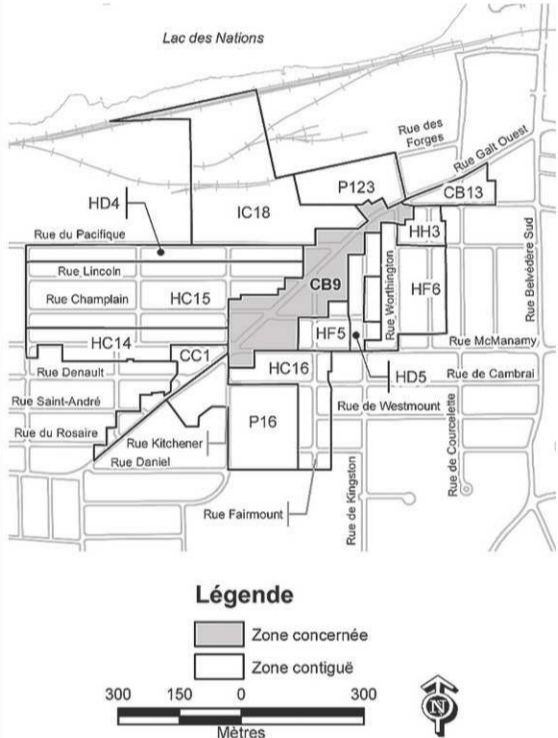 Lac des Nations
Rue des
Forges
Rue Galt Ouest
P123
CB13
HD4
IC18
HH3
Rue du Pacifique
Rue Lincoln
CB9
Rue Worthington
HF6
Rue Belvédère Sud
Rue Champlain
HC15
HF5
HC14
CC1
Rue McManamy
Rue Denault
HC16
HD5
Rue de Cambrai
Rue Saint-André
Rue de Westmount
Rue du Rosaire
Rue Kitchener
P16
Rue Daniel
Rue de Kingston
Rue de Courcelette
Rue Fairmount
Légende
Zone concernée
Zone contiguë
300 150 0 300
Mètres
N